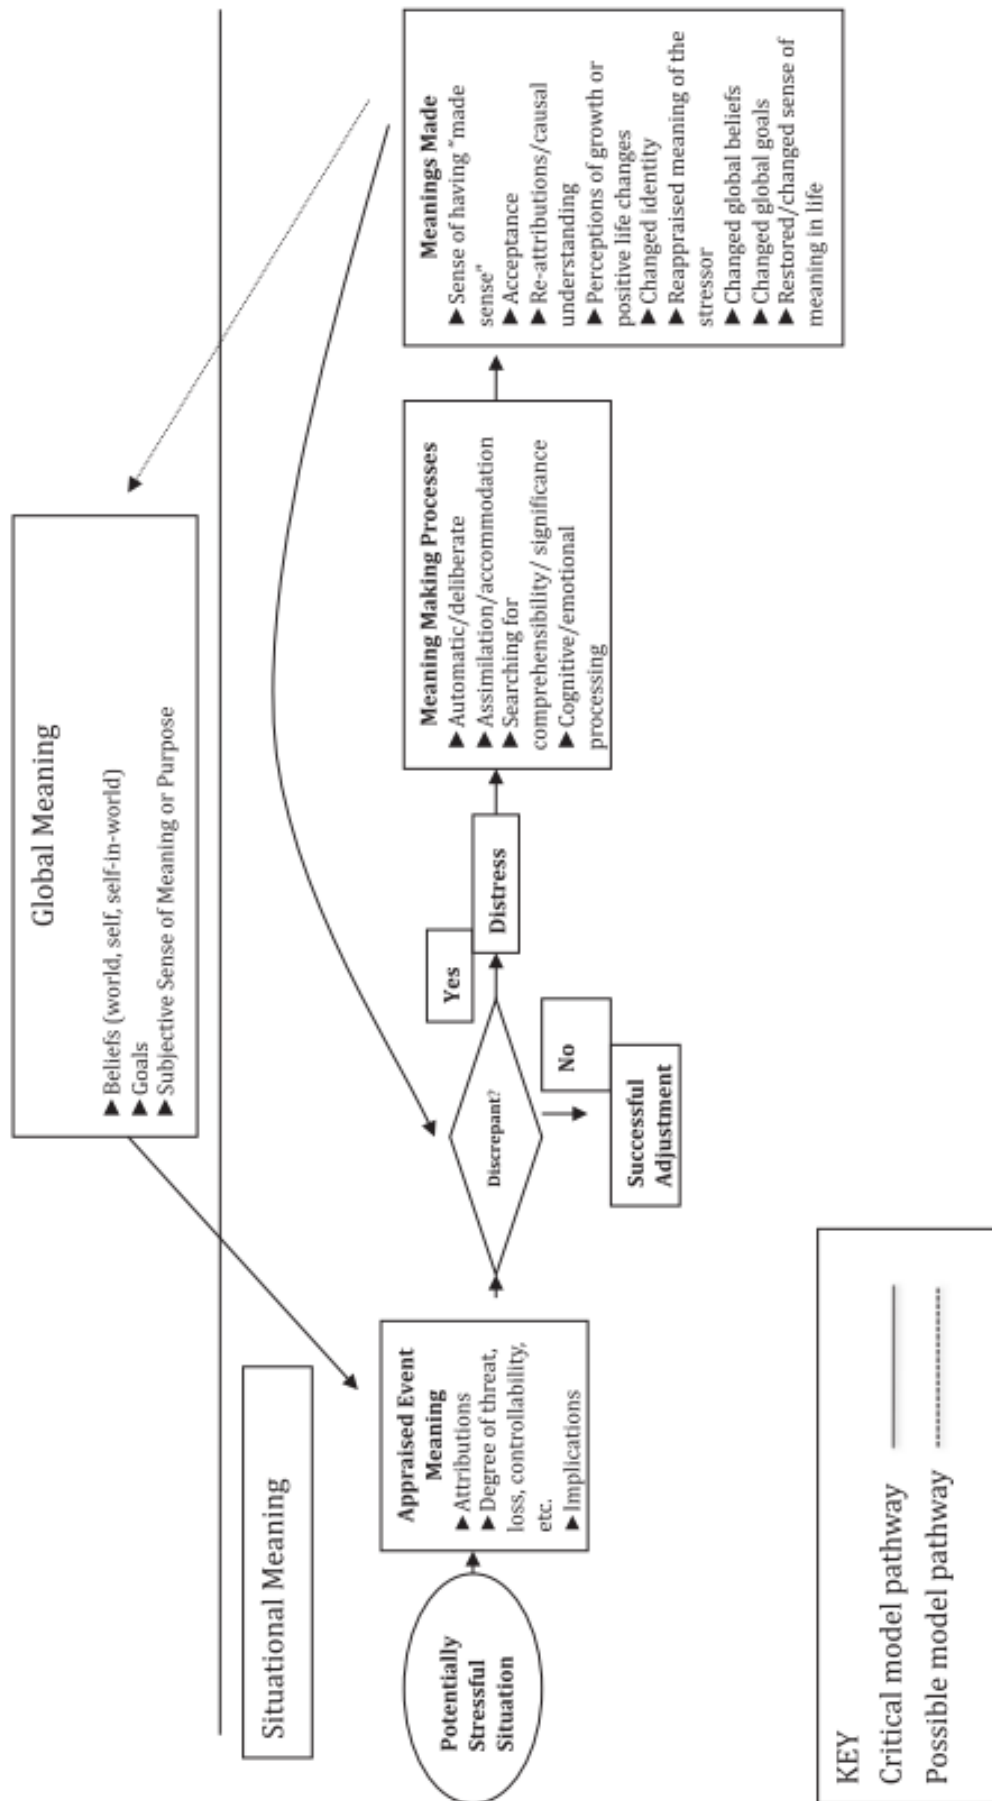 Global Meaning
▶Beliefs (world, self, self-in-world)
▶Goals
▶Subjective Sense of Meaning or Purpose
Situational Meaning
Potentially
Stressful
Situation
Appraised Event
Meaning
▶Attributions
▶Degree of threat,
loss, controllability,
etc.
▶Implications
Discrepant?
Yes
Distress
No
Successful
Adjustment
Meaning Making Processes
▶Automatic/deliberate
▶Assimilation/accommodation
▶Searching for
comprehensibility/ significance
▶Cognitive/emotional
processing
Meanings Made
▶Sense of having "made
sense"
▶Acceptance
▶Re-attributions/causal
understanding
▶Perceptions of growth or
positive life changes
▶Changed identity
▶Reappraised meaning of the
stressor
▶Changed global beliefs
▶Changed global goals
▶Restored/changed sense of
meaning in life
KEY
Critical model pathway
Possible model pathway